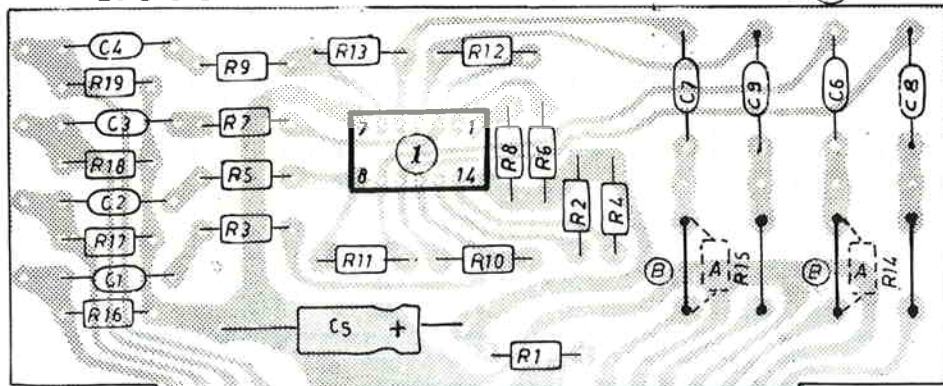 C4
R19
C3
R18
C2
R17
C1
R16
R9
R7
R5
R3
R13
R12
7
1
1
8
14
R11
R10
R8
R6
R2
R4
C5
+
R1
C7
C9
C6
C8
B
A
R15
B
A
R14